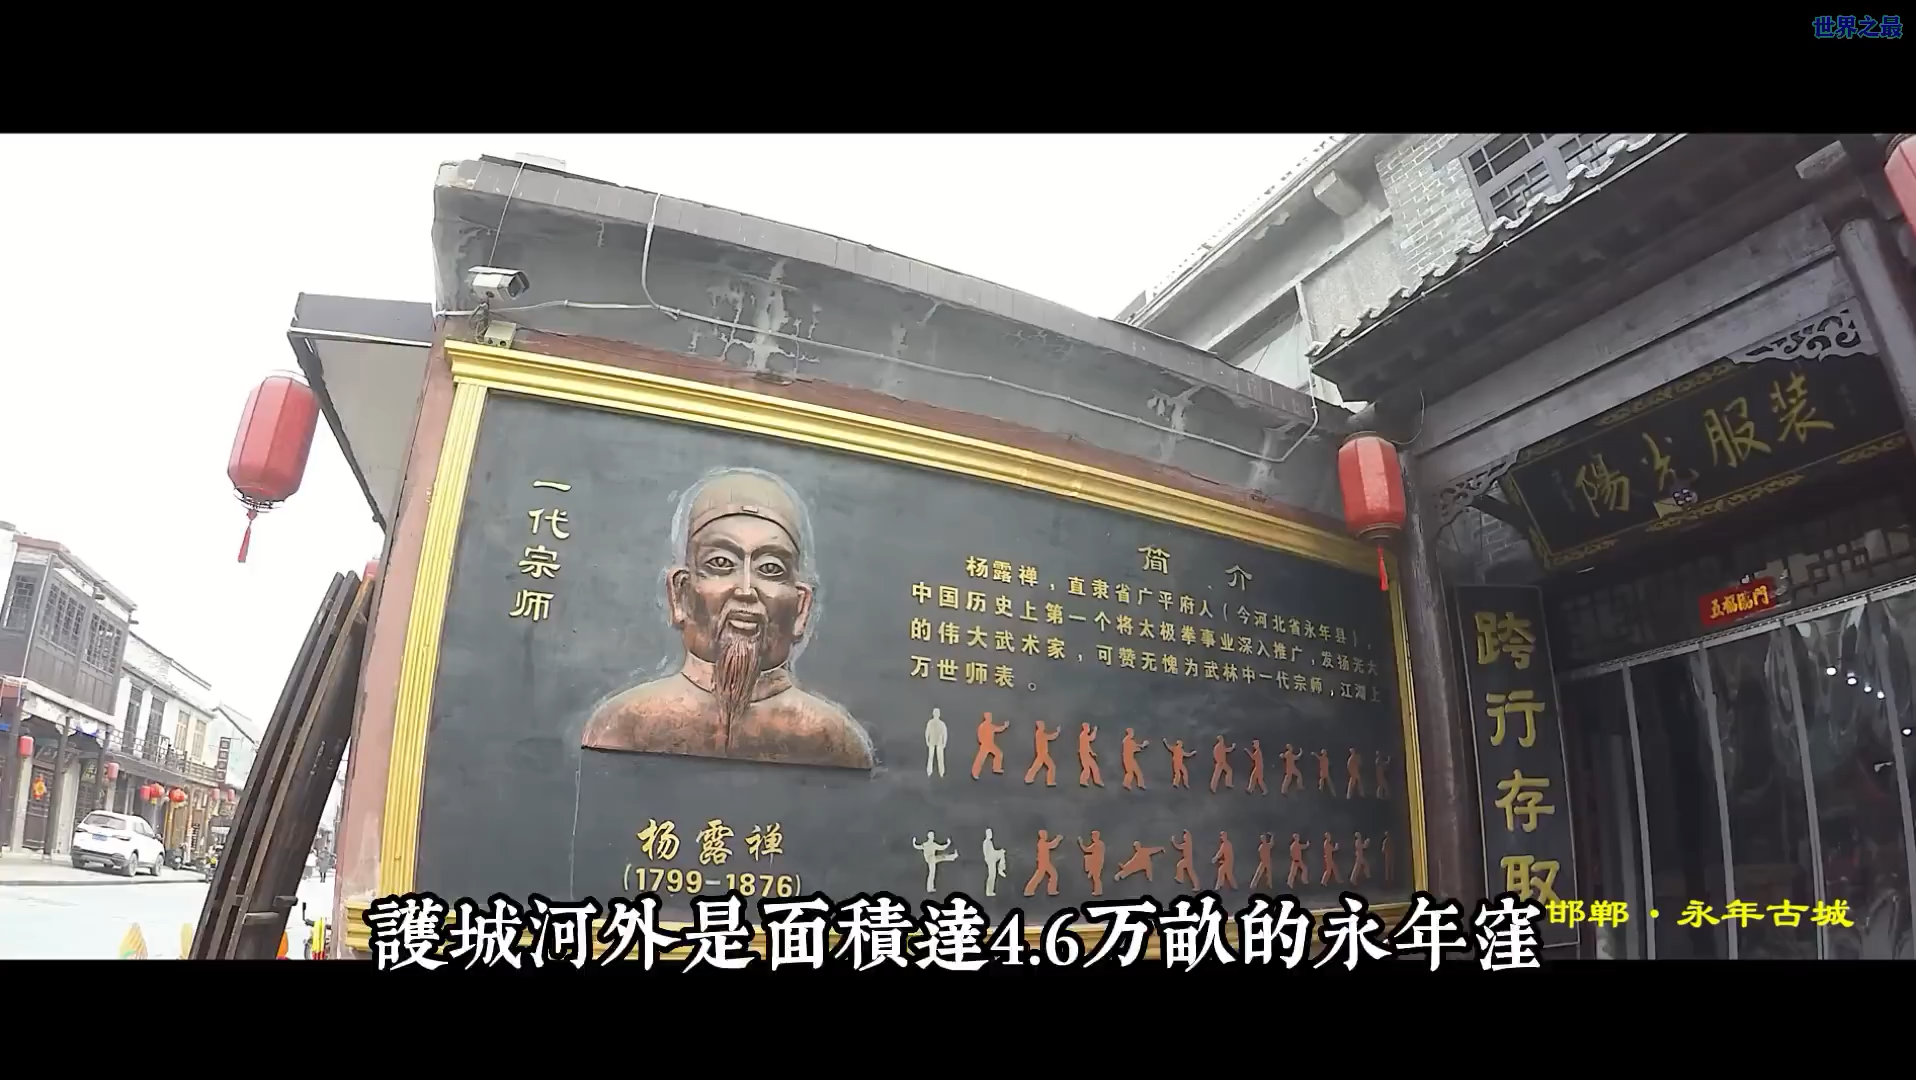 世界之最
一代宗师
简介
杨露禅，直隶省广平府人（今河北省永年县），
中国历史上第一个将太极拳事业深入推广，发扬光大
的伟大武术家，可赞无愧为武林中一代宗师，江湖上
万世师表。
杨露禅
(1799-1876)
陽光服装
五福臨門
跨行存取
邯郸·永年古城
護城河外是面積達4.6万畝的永年窪